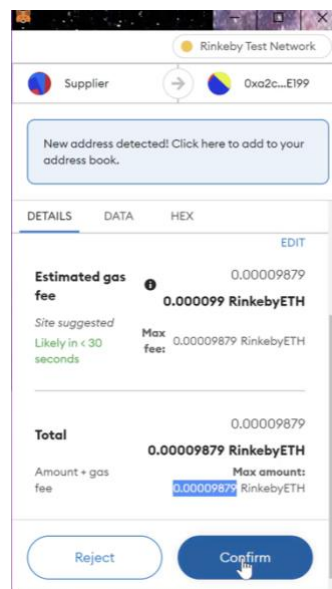 Rinkeby Test Network
Supplier
0xa2c...E199
New address detected! Click here to add to your
address book.
DETAILS DATA HEX
EDIT
Estimated gas fee
0.00009879
0.000099 RinkebyETH
Site suggested
Likely in < 30 seconds
Max fee: 0.00009879 RinkebyETH
Total
0.00009879
0.00009879 RinkebyETH
Amount + gas fee
Max amount:
0.00009879 RinkebyETH
Reject
Confirm